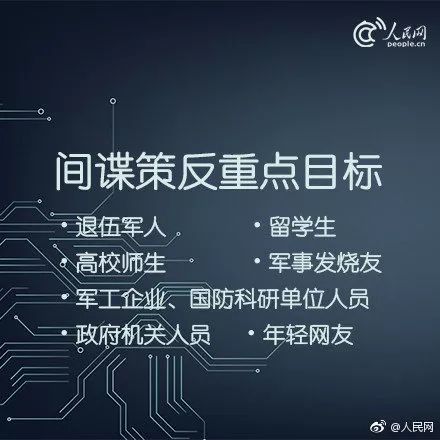 人民网
people.cn
间谍策反重点目标
• 退伍军人 • 留学生
• 高校师生 • 军事发烧友
• 军工企业、国防科研单位人员
• 政府机关人员 • 年轻网友
@人民网